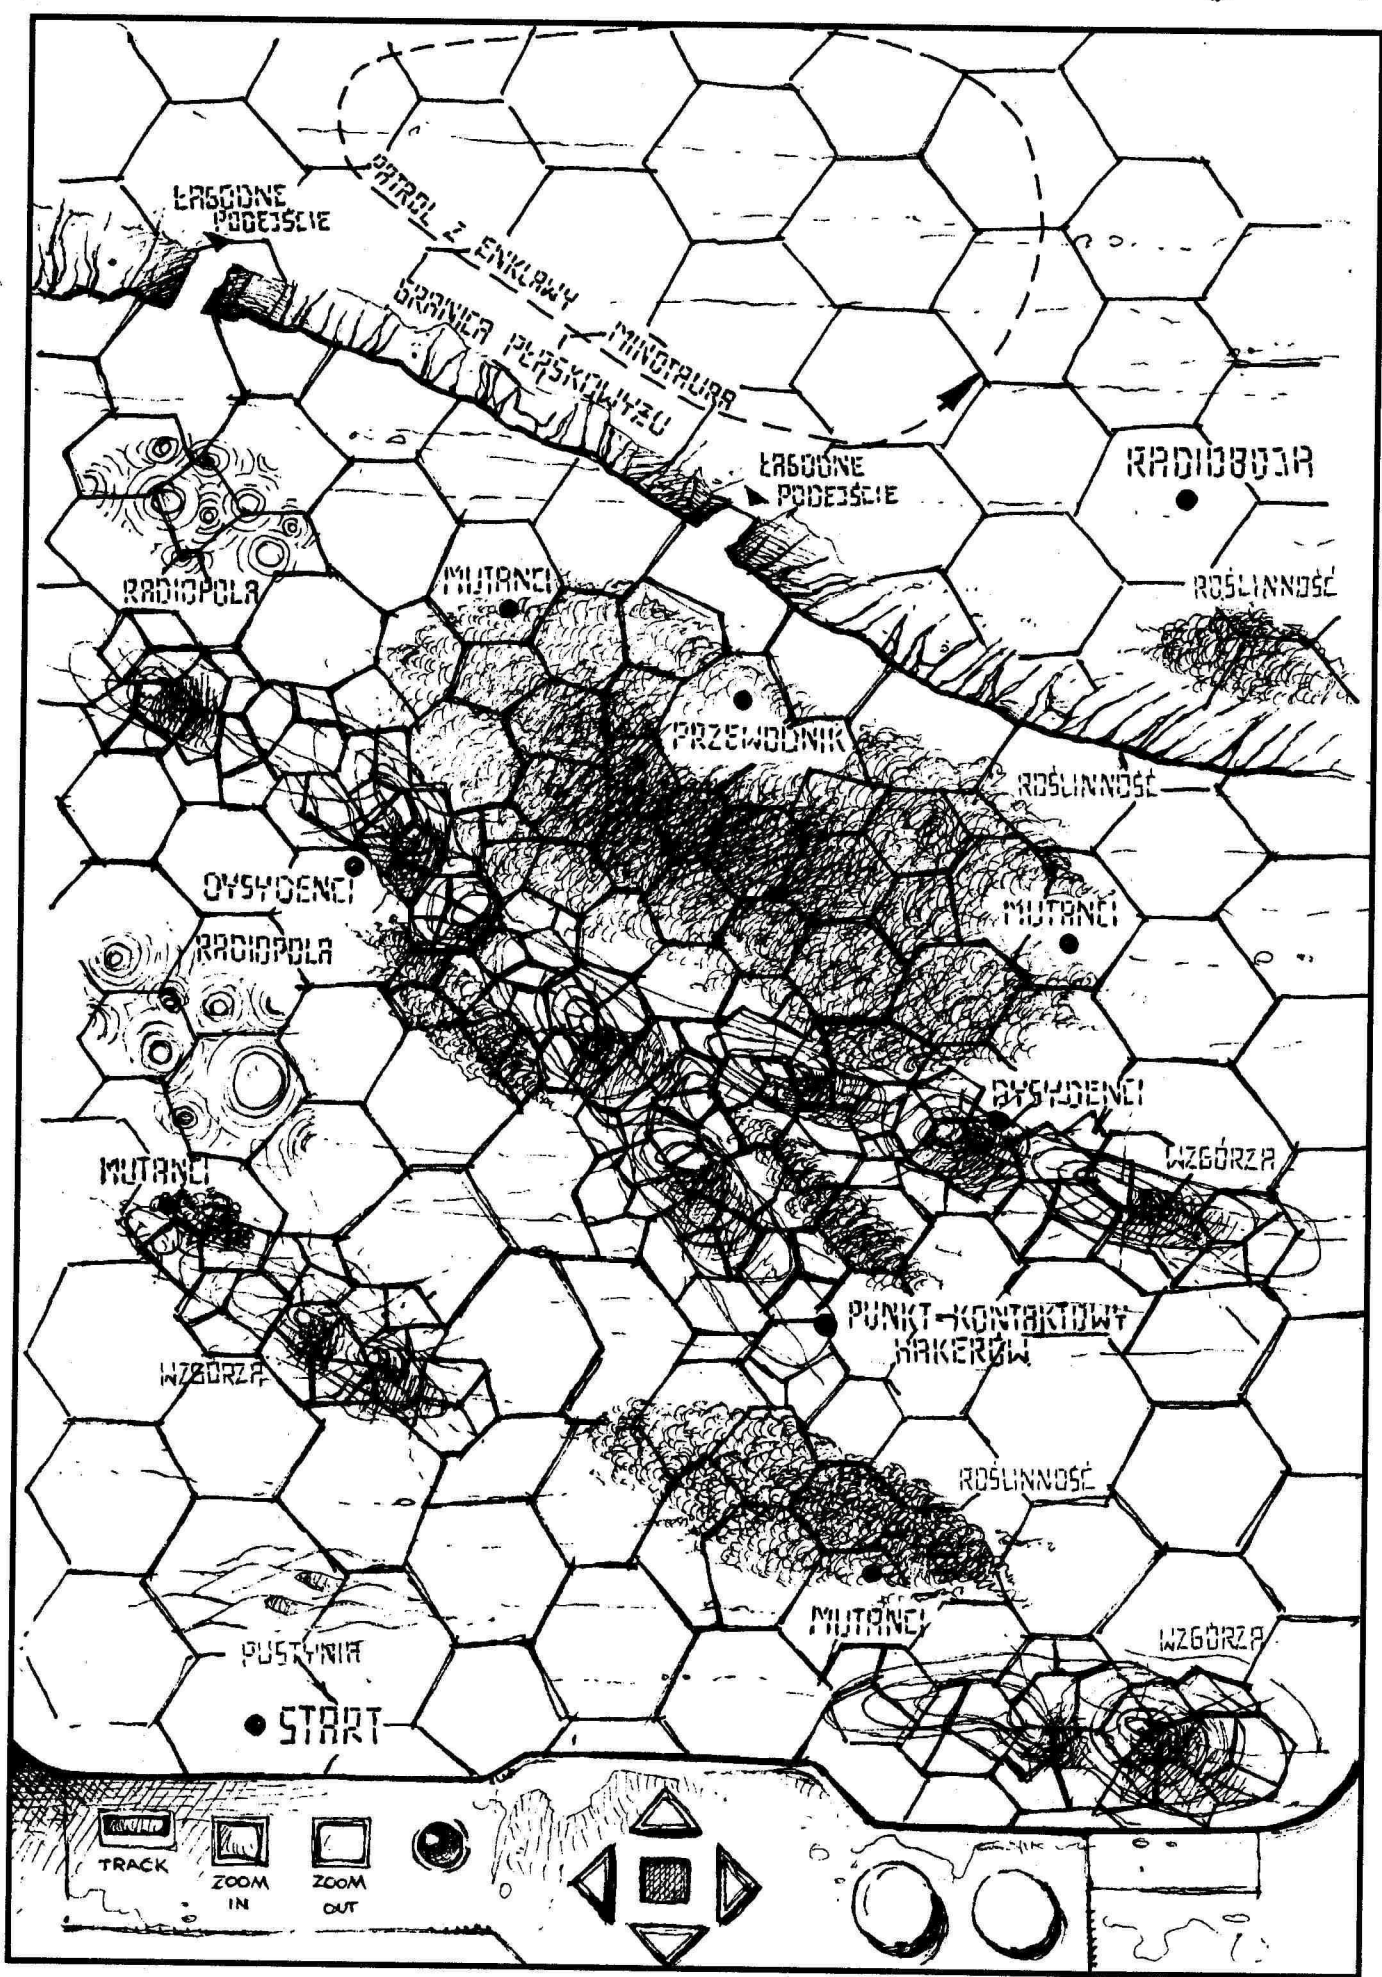 ŁAGODNE
PODEJŚCIE
PATROL Z ENKLAWY MINOTAURA
GRANICA PŁASKOWYŻU
ŁAGODNE
PODEJŚCIE
RADIOBOJA
ROŚLINNOŚĆ
RADIOPOLA
MUTANCI
PRZEWODNIK
ROŚLINNOŚĆ
DYSYDENCI
RADIOPOLA
MUTANCI
DYSYDENCI
WZGÓRZA
MUTANCI
PUNKT-KONTAKTOWY
HAKERÓW
WZGÓRZA
ROŚLINNOŚĆ
MUTANCI
WZGÓRZA
PUSTYNIA
START
TRACK
ZOOM
IN
ZOOM
OUT